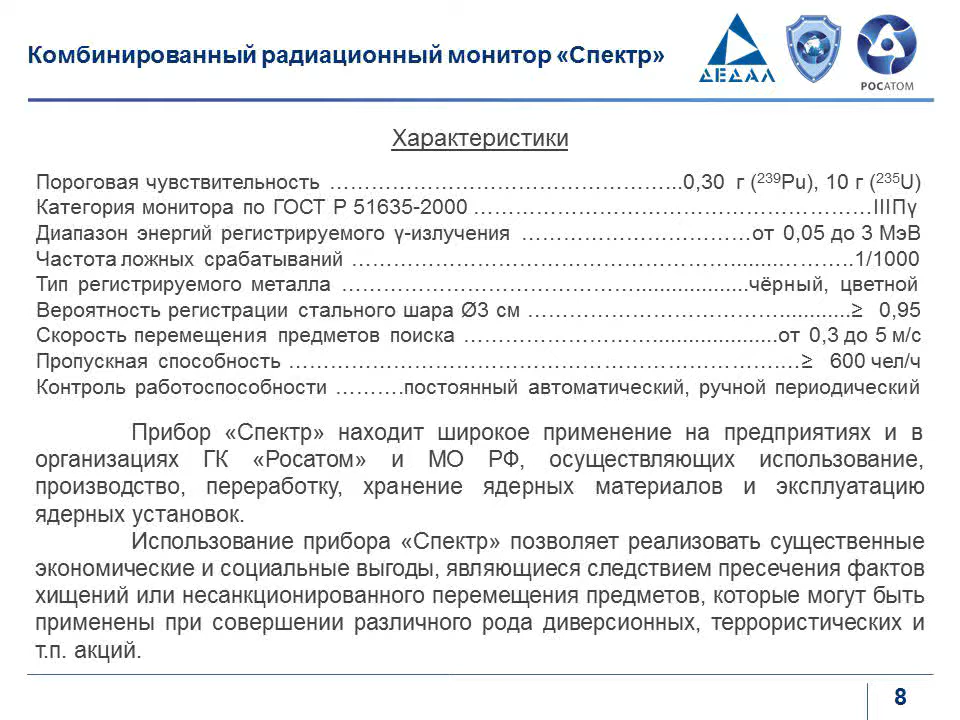 Комбинированный радиационный монитор «Спектр»
ДЕДАЛ
РОСАТОМ
Характеристики
Пороговая чувствительность ……………………………………………..0,30 г (²³⁹Pu), 10 г (²³⁵U)
Категория монитора по ГОСТ Р 51635-2000 …………………………………………………IIIПγ
Диапазон энергий регистрируемого γ-излучения ……………………………от 0,05 до 3 МэВ
Частота ложных срабатываний …………………………………………………......………..1/1000
Тип регистрируемого металла ……………………………………...................чёрный, цветной
Вероятность регистрации стального шара Ø3 см ………………………………............≥ 0,95
Скорость перемещения предметов поиска ………………………......................от 0,3 до 5 м/с
Пропускная способность ……………………………………………………………….…≥ 600 чел/ч
Контроль работоспособности ……….постоянный автоматический, ручной периодический
Прибор «Спектр» находит широкое применение на предприятиях и в
организациях ГК «Росатом» и МО РФ, осуществляющих использование,
производство, переработку, хранение ядерных материалов и эксплуатацию
ядерных установок.
Использование прибора «Спектр» позволяет реализовать существенные
экономические и социальные выгоды, являющиеся следствием пресечения фактов
хищений или несанкционированного перемещения предметов, которые могут быть
применены при совершении различного рода диверсионных, террористических и
т.п. акций.
8